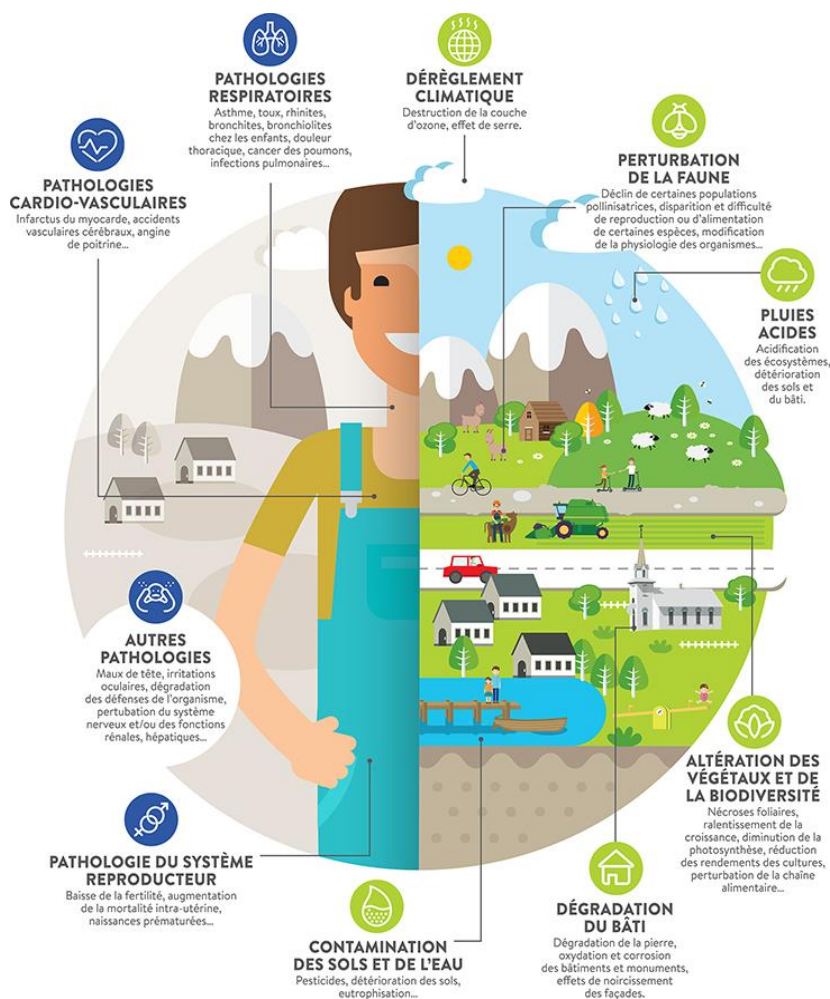 PATHOLOGIES
RESPIRATOIRES
Asthme, toux, rhinites,
bronchites, bronchiolites
chez les enfants, douleur
thoracique, cancer des poumons,
infections pulmonaires...
DÉRÈGLEMENT
CLIMATIQUE
Destruction de la couche
d'ozone, effet de serre.
PERTURBATION
DE LA FAUNE
Déclin de certaines populations
pollinisatrices, disparition et difficulté
de reproduction ou d'alimentation
de certaines espèces, modification
de la physiologie des organismes...
PATHOLOGIES
CARDIO-VASCULAIRES
Infarctus du myocarde, accidents
vasculaires cérébraux, angine
de poitrine...
PLUIES
ACIDES
Acidification
des écosystèmes,
détérioration
des sols et
du bâti.
AUTRES
PATHOLOGIES
Maux de tête, irritations
oculaires, dégradation
des défenses de l'organisme,
pertubation du système
nerveux et/ou des fonctions
rénales, hépatiques...
ALTÉRATION DES
VÉGÉTAUX ET DE
LA BIODIVERSITÉ
Nécroses foliaires,
ralentissement de la
croissance, diminution de la
photosynthèse, réduction
des rendements des cultures,
perturbation de la chaîne
alimentaire...
PATHOLOGIE DU SYSTÈME
REPRODUCTEUR
Baisse de la fertilité, augmentation
de la mortalité intra-utérine,
naissances prématurées...
DÉGRADATION
DU BÂTI
Dégradation de la pierre,
oxydation et corrosion
des bâtiments et monuments,
effets de noircissement
des façades.
CONTAMINATION
DES SOLS ET DE L'EAU
Pesticides, détérioration des sols,
eutrophisation...